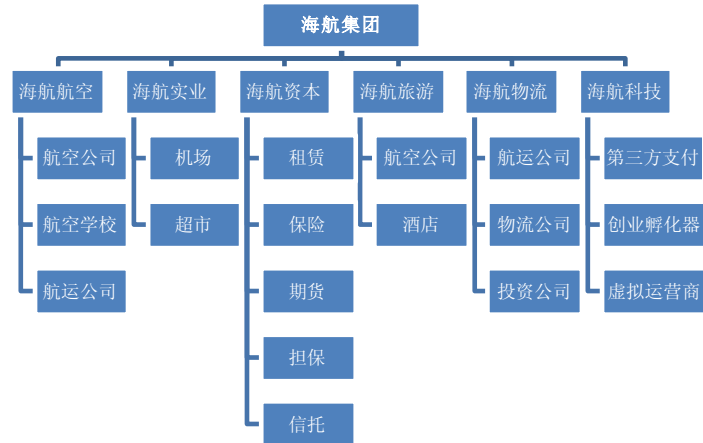 海航集团
海航航空
海航实业
海航资本
海航旅游
海航物流
海航科技
航空公司
机场
租赁
航空公司
航运公司
第三方支付
航空学校
超市
保险
酒店
物流公司
创业孵化器
航运公司
期货
投资公司
虚拟运营商
担保
信托